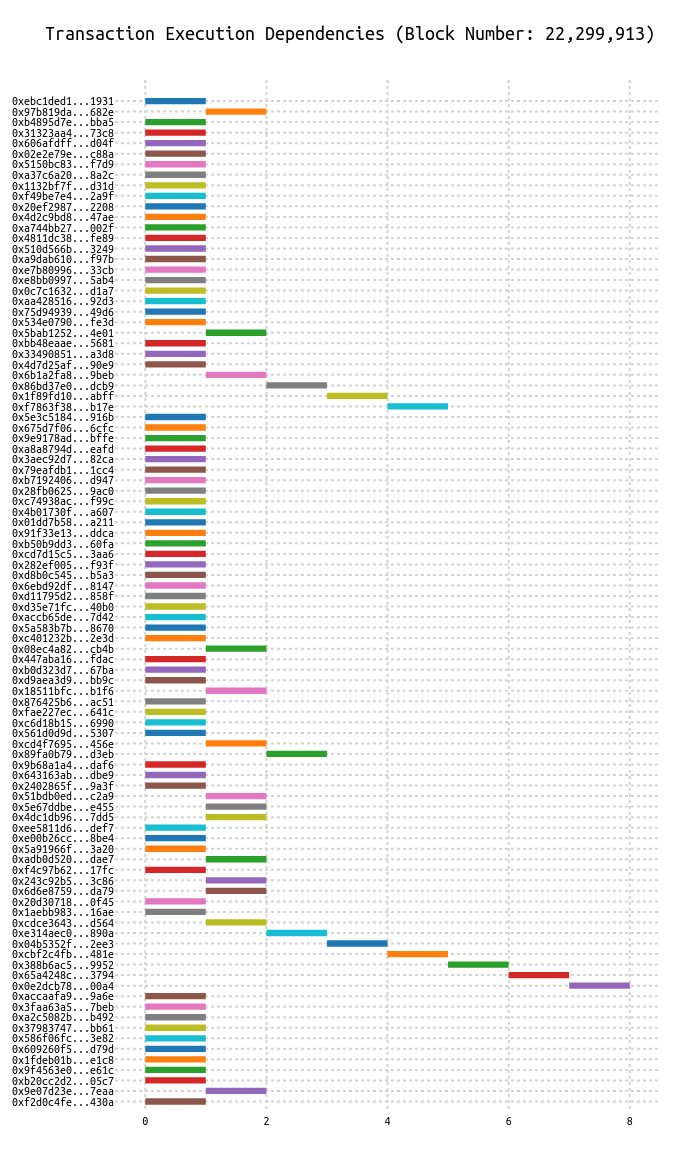 Transaction Execution Dependencies (Block Number: 22,299,913)
0xebc1ded1...1931
0x97b819da...682e
0xb4895d7e...bba5
0x31323aa4...73c8
0x606afdff...d04f
0x02e2e79e...c88a
0x5150bc83...f7d9
0xa37c6a20...8a2c
0x1132bf7f...d31d
0xf49be7e4...2a9f
0x20ef2987...2208
0x4d2c9bd8...47ae
0xa744bb27...002f
0x4811dc38...fe89
0x510d566b...3249
0xa9dab610...f97b
0xe7b80996...33cb
0xe8bb0997...5ab4
0x0c7c1632...d1a7
0xaa428516...92d3
0x75d94939...49d6
0x534e0790...fe3d
0x5bab1252...4e01
0xbb48eaae...5681
0x33490851...a3d8
0x4d7d25af...90e9
0x6b1a2fa8...9beb
0x86bd37e0...dcb9
0x1f89fd10...abff
0xf7863f38...b17e
0x5e3c5184...916b
0x675d7f06...6cfc
0x9e9178ad...bffe
0xa8a8794d...eafd
0x3aec92d7...82ca
0x79eafdb1...1cc4
0xb7192406...d947
0x28fb0625...9ac0
0xc74938ac...f99c
0x4b01730f...a607
0x01dd7b58...a211
0x91f33e13...ddca
0xb50b9dd3...60fa
0xcd7d15c5...3aa6
0x282ef005...f93f
0xd8b0c545...b5a3
0x6ebd92df...8147
0xd11795d2...858f
0xd35e71fc...40b0
0xaccb65de...7d42
0x5a583b7b...8670
0xc401232b...2e3d
0x08ec4a82...cb4b
0x447aba16...fdac
0xb0d323d7...67ba
0xd9aea3d9...bb9c
0x18511bfc...b1f6
0x876425b6...ac51
0xfae227ec...641c
0xc6d18b15...6990
0x561d0d9d...5307
0xcd4f7695...456e
0x89fa0b79...d3eb
0x9b68a1a4...daf6
0x643163ab...dbe9
0x2402865f...9a3f
0x51bdb0ed...c2a9
0x5e67ddbe...e455
0x4dc1db96...7dd5
0xee5811d6...def7
0xe00b26cc...8be4
0x5a91966f...3a20
0xadb0d520...dae7
0xf4c97b62...17fc
0x243c92b5...3c86
0x6d6e8759...da79
0x20d30718...0f45
0x1aebb983...16ae
0xcdce3643...d564
0xe314aec0...890a
0x04b5352f...2ee3
0xcbf2c4fb...481e
0x388b6ac5...9952
0x65a4248c...3794
0x0e2dcb78...00a4
0xaccaafa9...9a6e
0x3faa63a5...7beb
0xa2c5082b...b492
0x37983747...bb61
0x586f06fc...3e82
0x609260f5...d79d
0x1fdeb01b...e1c8
0x9f4563e0...e61c
0xb20cc2d2...05c7
0x9e07d23e...7eaa
0xf2d0c4fe...430a
0 2 4 6 8